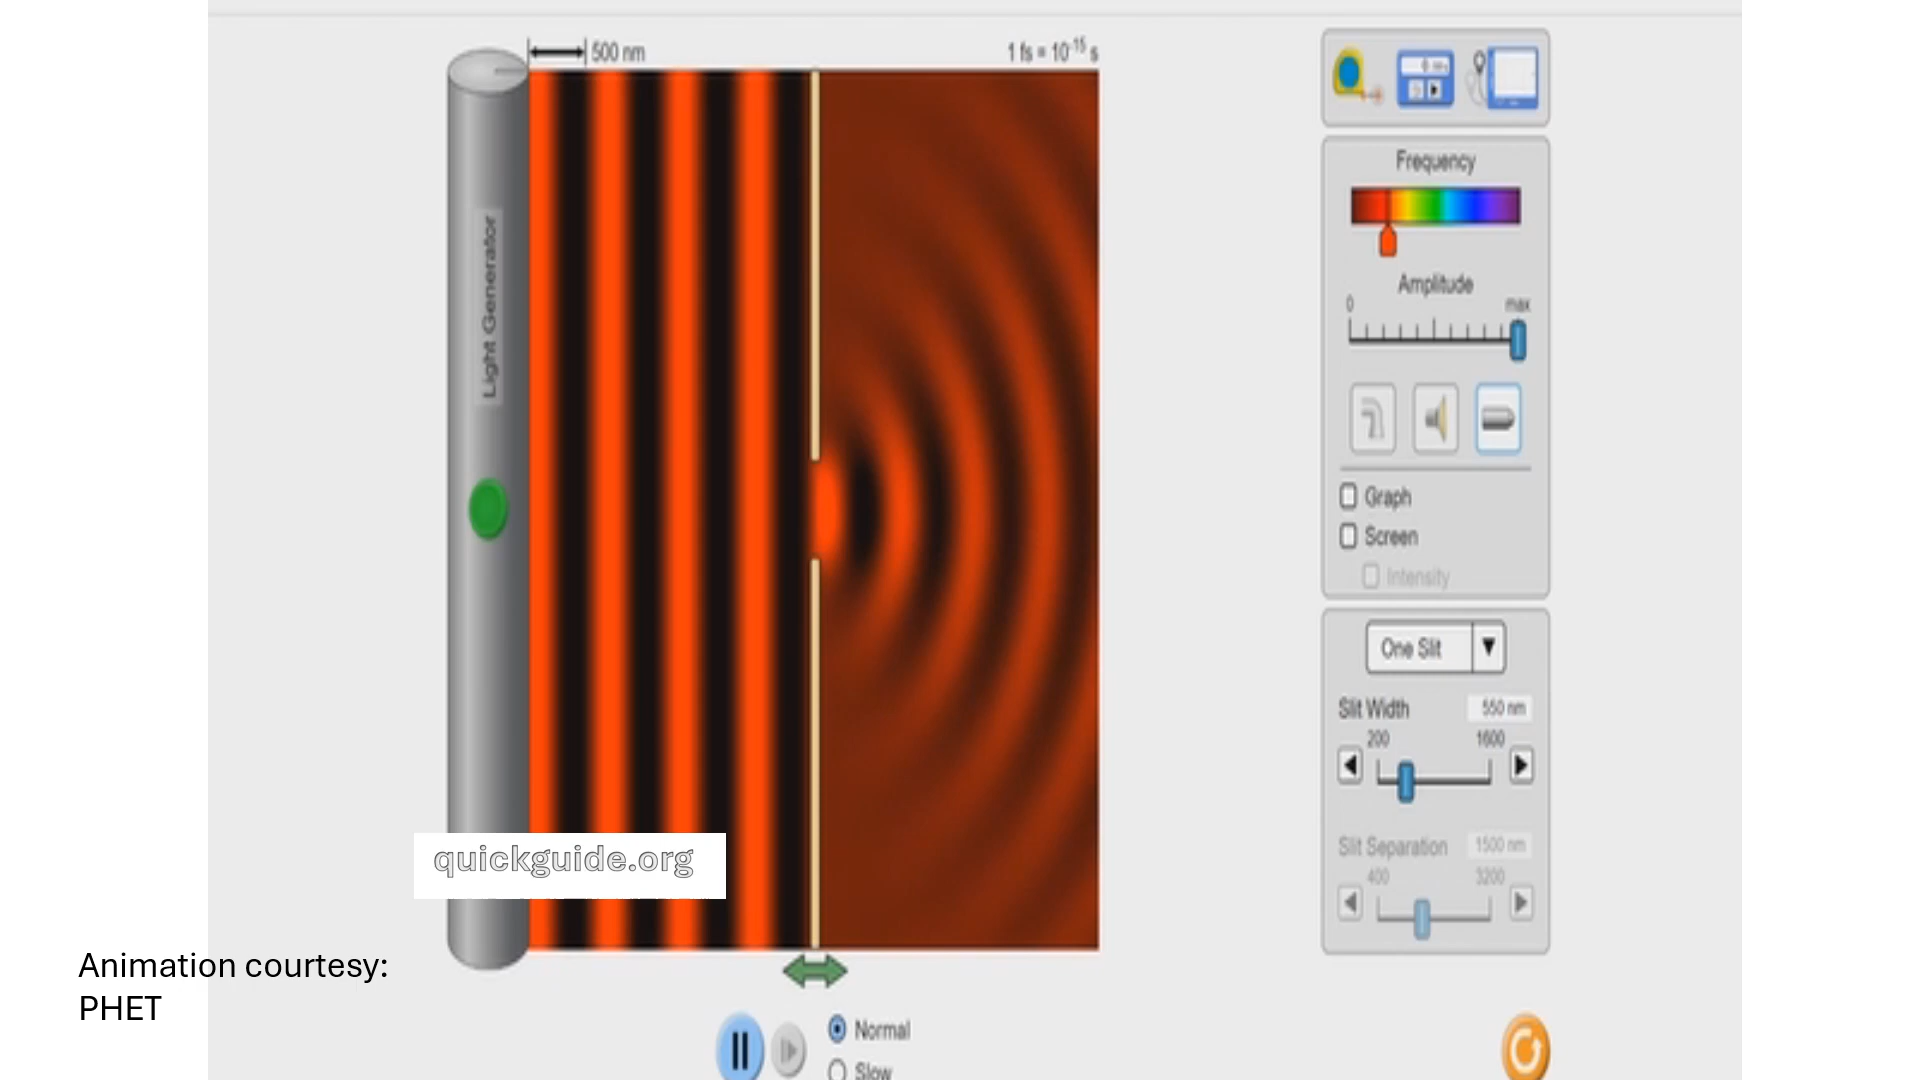 500 nm
1 fs = 10⁻¹⁵ s
Light Generator
Frequency
Amplitude
0
max
Graph
Screen
Intensity
One Slit
Slit Width
550 nm
200
1600
Slit Separation
1500 nm
400
3200
quickguide.org
Animation courtesy:
PHET
Normal
Slow